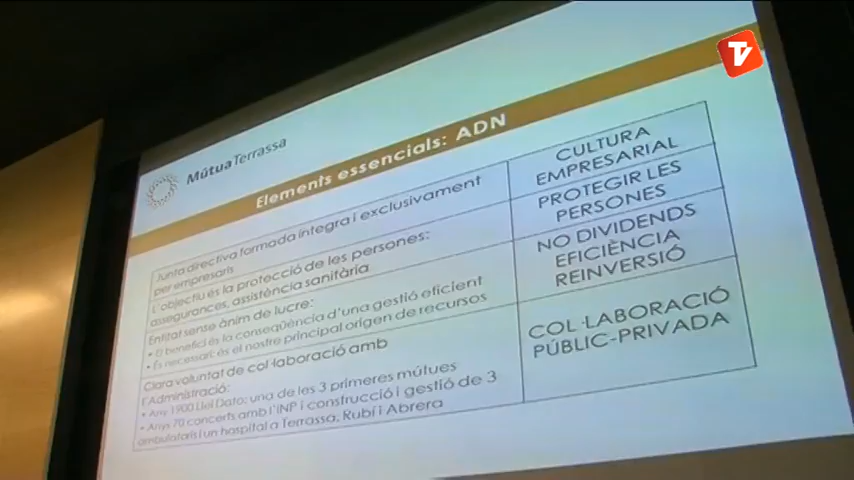 TV
MútuaTerrassa
Elements essencials: ADN
Junta directiva formada íntegra i exclusivament
per empresaris
CULTURA
EMPRESARIAL
L'objectiu és la protecció de les persones:
assegurances, assistència sanitària
PROTEGIR LES
PERSONES
Entitat sense ànim de lucre:
• El benefici és la conseqüència d'una gestió eficient
• És necessari: és el nostre principal origen de recursos
NO DIVIDENDS
EFICIÈNCIA
REINVERSIÓ
Clara voluntat de col·laboració amb
l'Administració:
• Any 1900 Llei Dato: una de les 3 primeres mútues
• Anys 70 concerts amb l'INP i construcció i gestió de 3
ambulataris i un hospital a Terrassa, Rubí i Abrera
COL·LABORACIÓ
PÚBLIC-PRIVADA